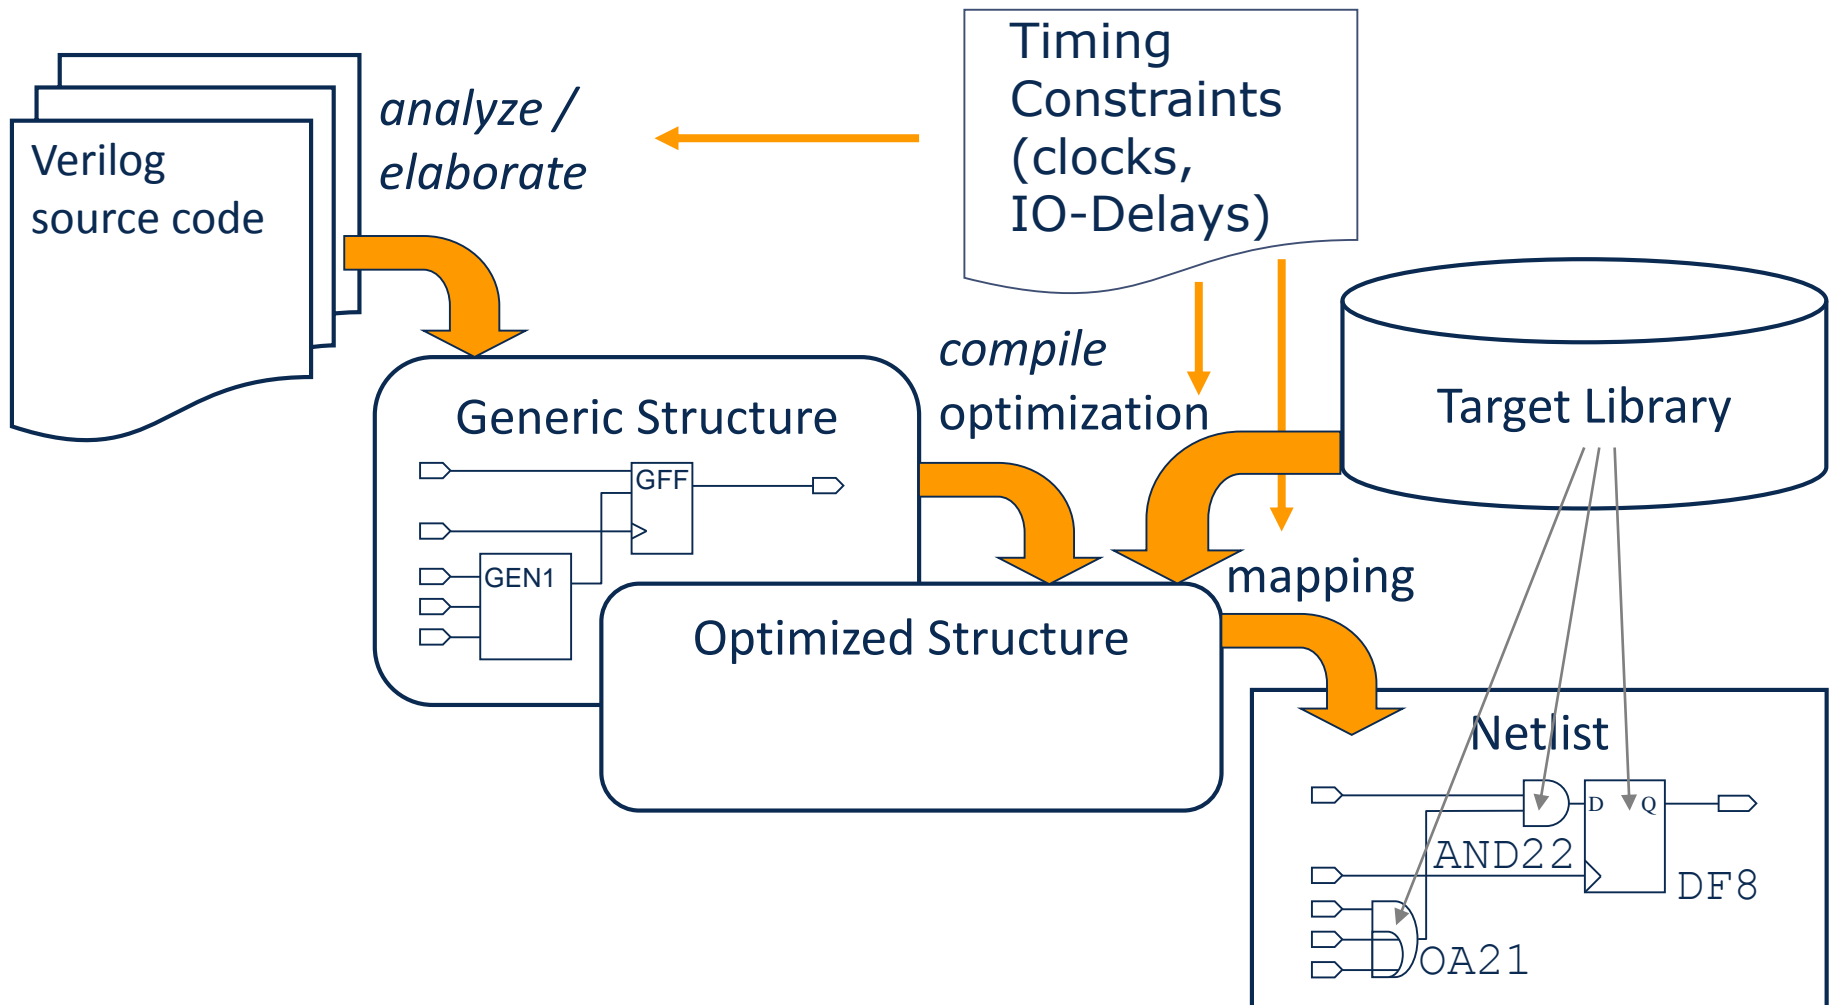 Timing
Constraints
(clocks,
IO-Delays)
analyze /
elaborate
Verilog
source code
compile
optimization
Target Library
Generic Structure
GFF
GEN1
mapping
Optimized Structure
Netlist
D Q
AND22
DF8
OA21